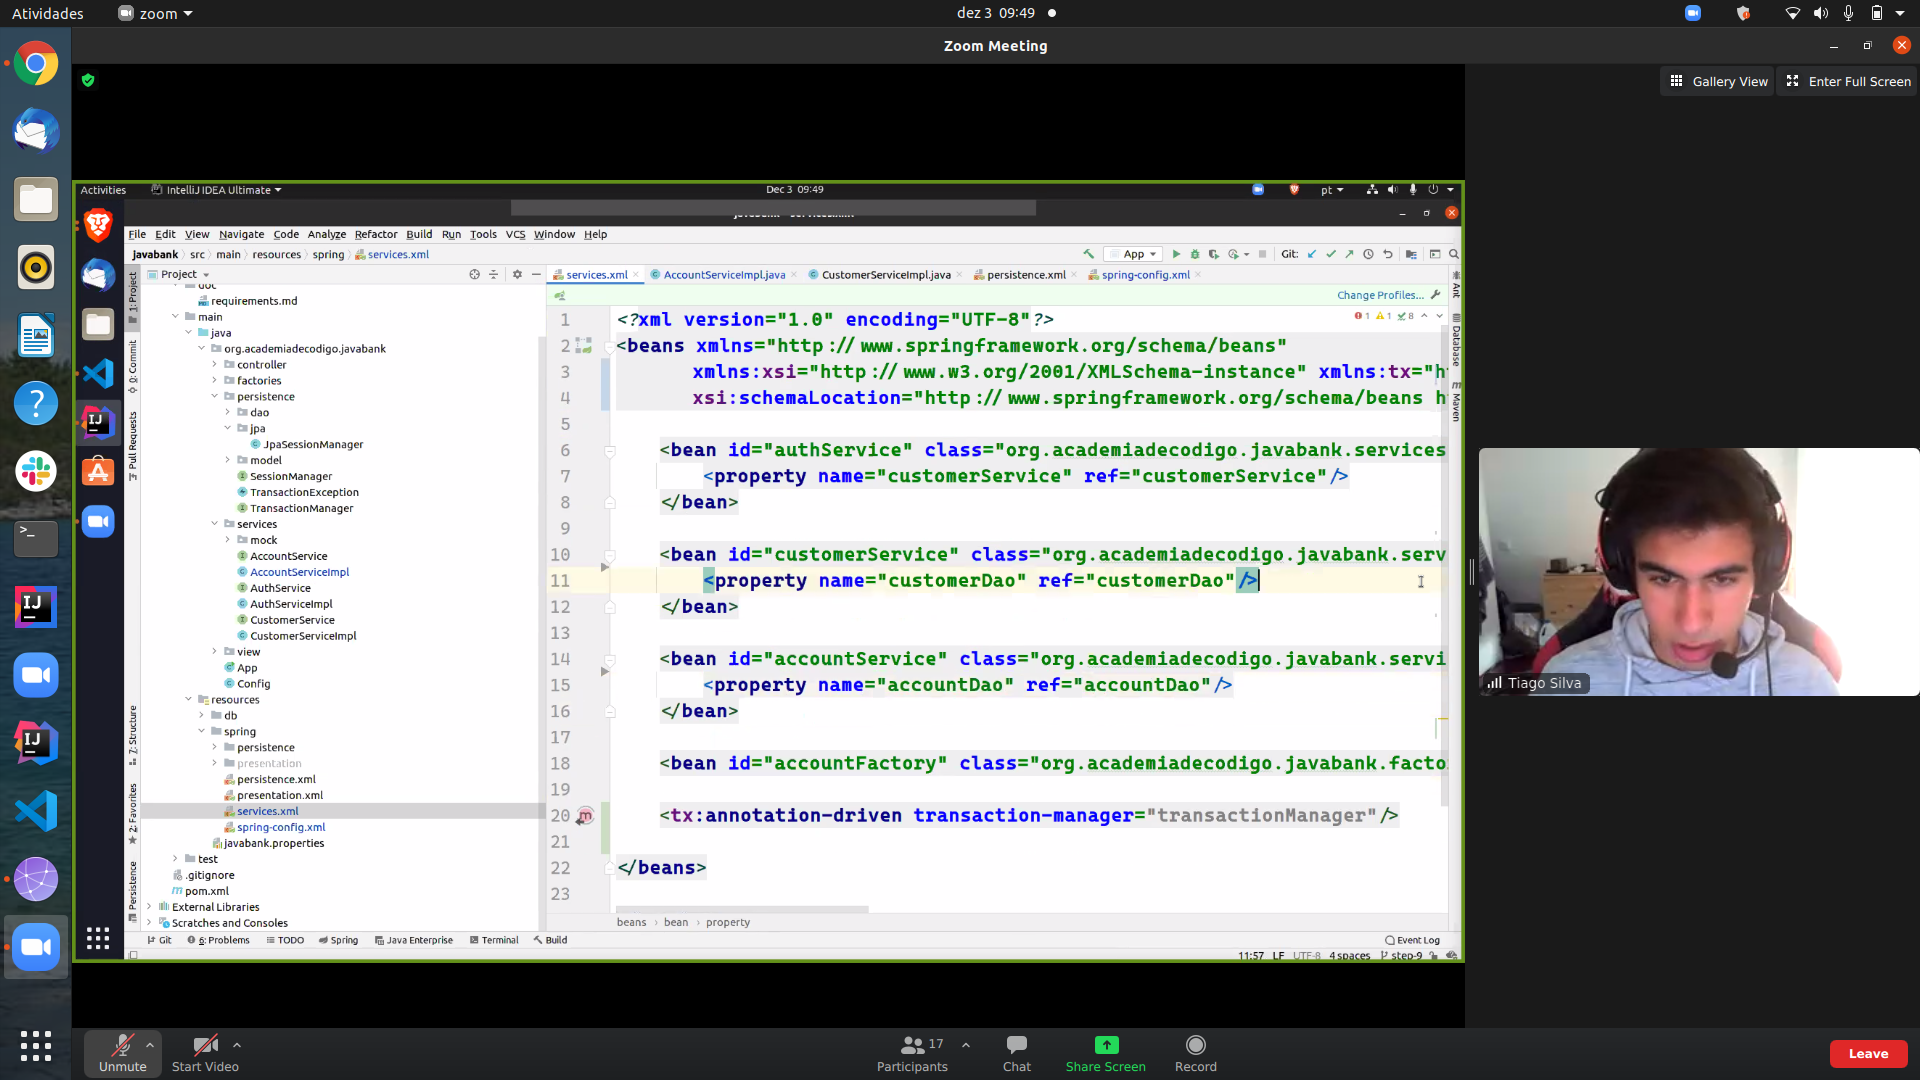 Atividades
zoom
dez 3 09:49
Zoom Meeting
Gallery View
Enter Full Screen
Activities
IntelliJ IDEA Ultimate
Dec 3 09:49
pt
File Edit View Navigate Code Analyze Refactor Build Run Tools VCS Window Help
javabank › src › main › resources › spring › services.xml
App
Git:
Project
services.xml
AccountServiceImpl.java
CustomerServiceImpl.java
persistence.xml
spring-config.xml
Change Profiles...
1 1 8
1: Project
0: Commit
Pull Requests
7: Structure
2: Favorites
Persistence
Ant
Database
Maven
doc
requirements.md
main
java
org.academiadecodigo.javabank
controller
factories
persistence
dao
jpa
JpaSessionManager
model
SessionManager
TransactionException
TransactionManager
services
mock
AccountService
AccountServiceImpl
AuthService
AuthServiceImpl
CustomerService
CustomerServiceImpl
view
App
Config
resources
db
spring
persistence
presentation
persistence.xml
presentation.xml
services.xml
spring-config.xml
javabank.properties
test
.gitignore
pom.xml
External Libraries
Scratches and Consoles
1 <?xml version="1.0" encoding="UTF-8"?>
2 <beans xmlns="http://www.springframework.org/schema/beans"
3 xmlns:xsi="http://www.w3.org/2001/XMLSchema-instance" xmlns:tx="h
4 xsi:schemaLocation="http://www.springframework.org/schema/beans h
5
6 <bean id="authService" class="org.academiadecodigo.javabank.services
7 <property name="customerService" ref="customerService"/>
8 </bean>
9
10 <bean id="customerService" class="org.academiadecodigo.javabank.serv
11 <property name="customerDao" ref="customerDao"/>
12 </bean>
13
14 <bean id="accountService" class="org.academiadecodigo.javabank.servi
15 <property name="accountDao" ref="accountDao"/>
16 </bean>
17
18 <bean id="accountFactory" class="org.academiadecodigo.javabank.facto
19
20 <tx:annotation-driven transaction-manager="transactionManager"/>
21
22 </beans>
23
beans › bean › property
Git
6: Problems
TODO
Spring
Java Enterprise
Terminal
Build
Event Log
11:57 LF UTF-8 4 spaces step-9
Tiago Silva
Unmute
Start Video
17
Participants
Chat
Share Screen
Record
Leave